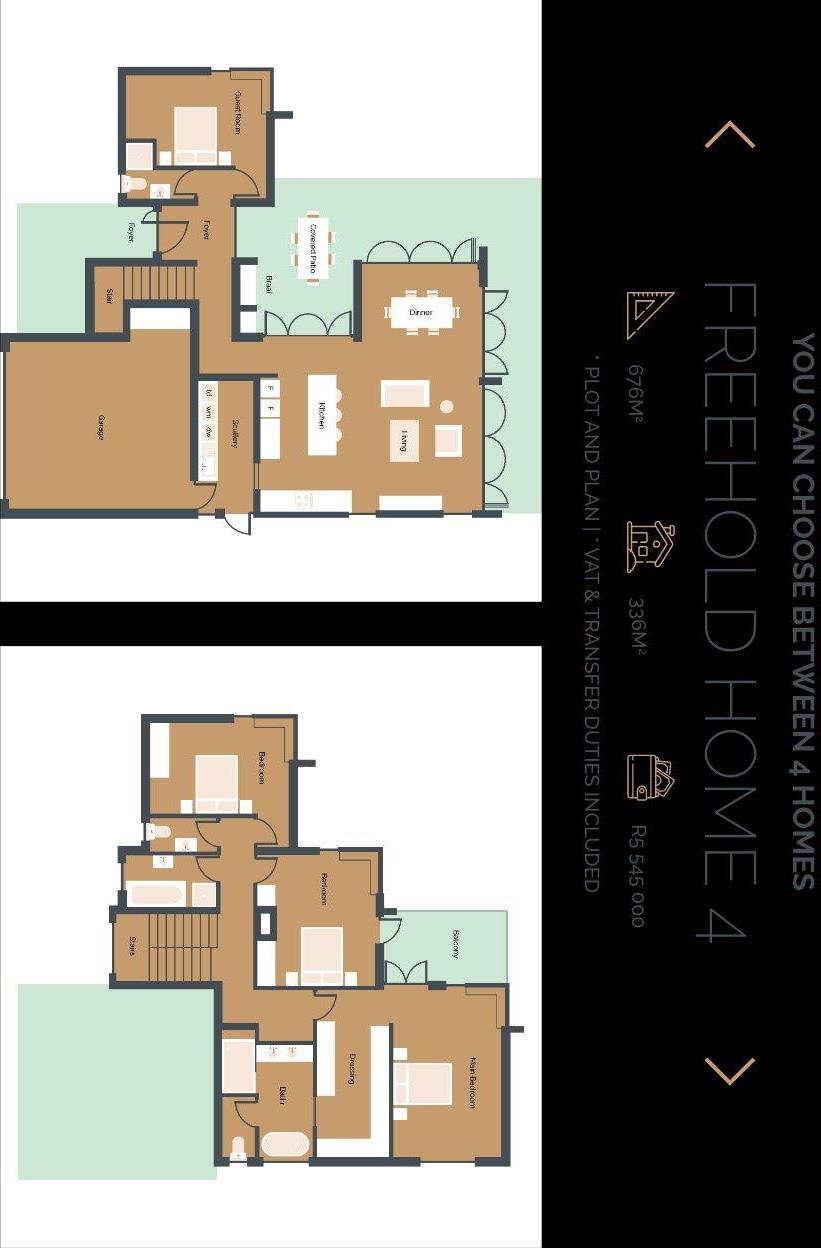 YOU CAN CHOOSE BETWEEN 4 HOMES
FREEHOLD HOME 4
676M²
336M²
R5 545 000
* PLOT AND PLAN | * VAT & TRANSFER DUTIES INCLUDED
Guest Room
Foyer
Foyer
Stair
Covered Patio
Braai
Dinner
Living
Kitchen
F
F
Scullery
td
wm
dw
Garage
Bedroom
Bedroom
Balcony
Stairs
Main Bedroom
Dressing
Bathr